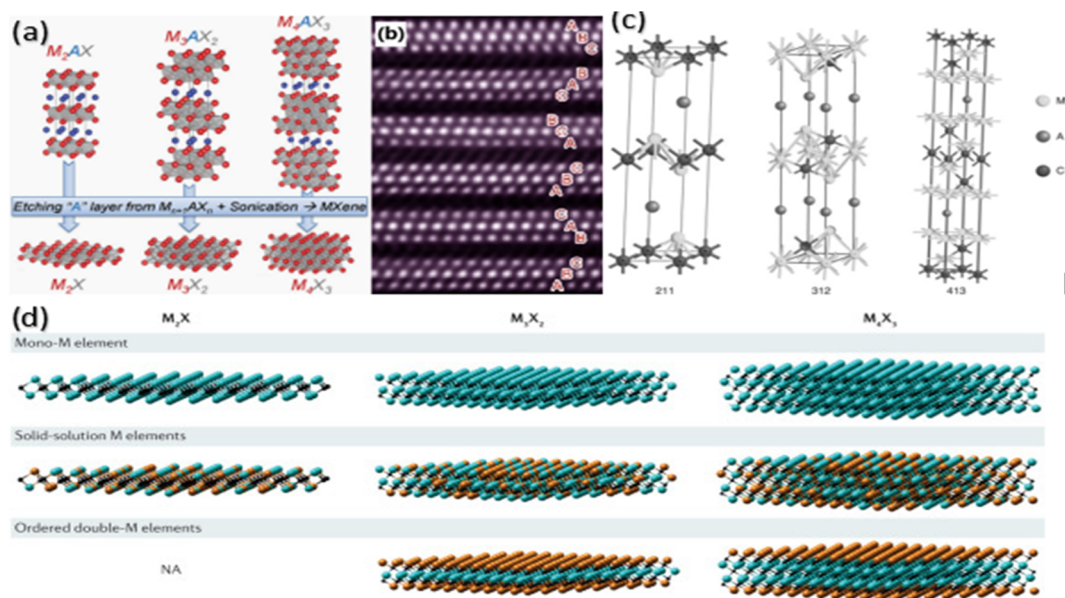 (a)
M₂AX
M₃AX₂
M₄AX₃
Etching "A" layer from Mₙ₊₁AXₙ + Sonication → MXene
M₂X
M₃X₂
M₄X₃
(b)
A
B
C
B
A
C
B
C
A
C
B
A
C
A
B
C
B
A
(c)
M
A
C
211
312
413
(d)
M₂X
M₃X₂
M₄X₃
Mono-M element
Solid-solution M elements
Ordered double-M elements
NA